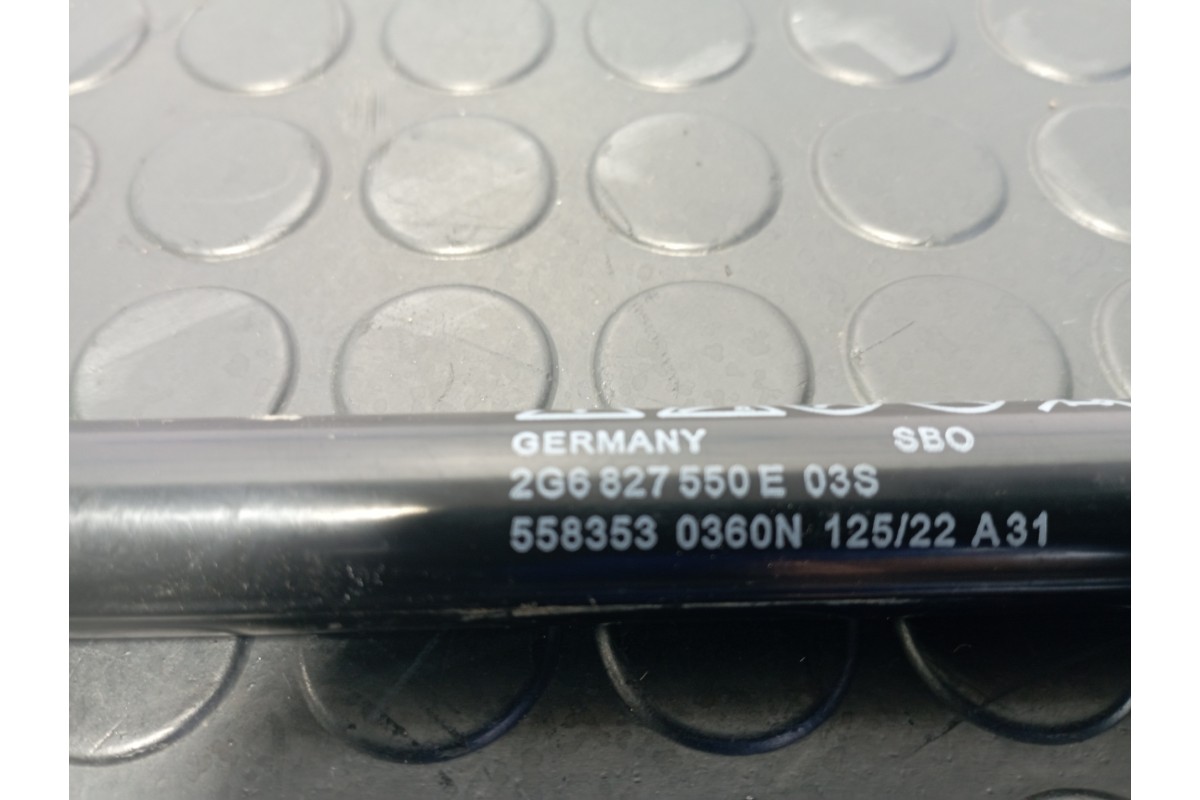 GERMANY SBO
2G6 827 550 E 03S
558353 0360N 125/22 A31